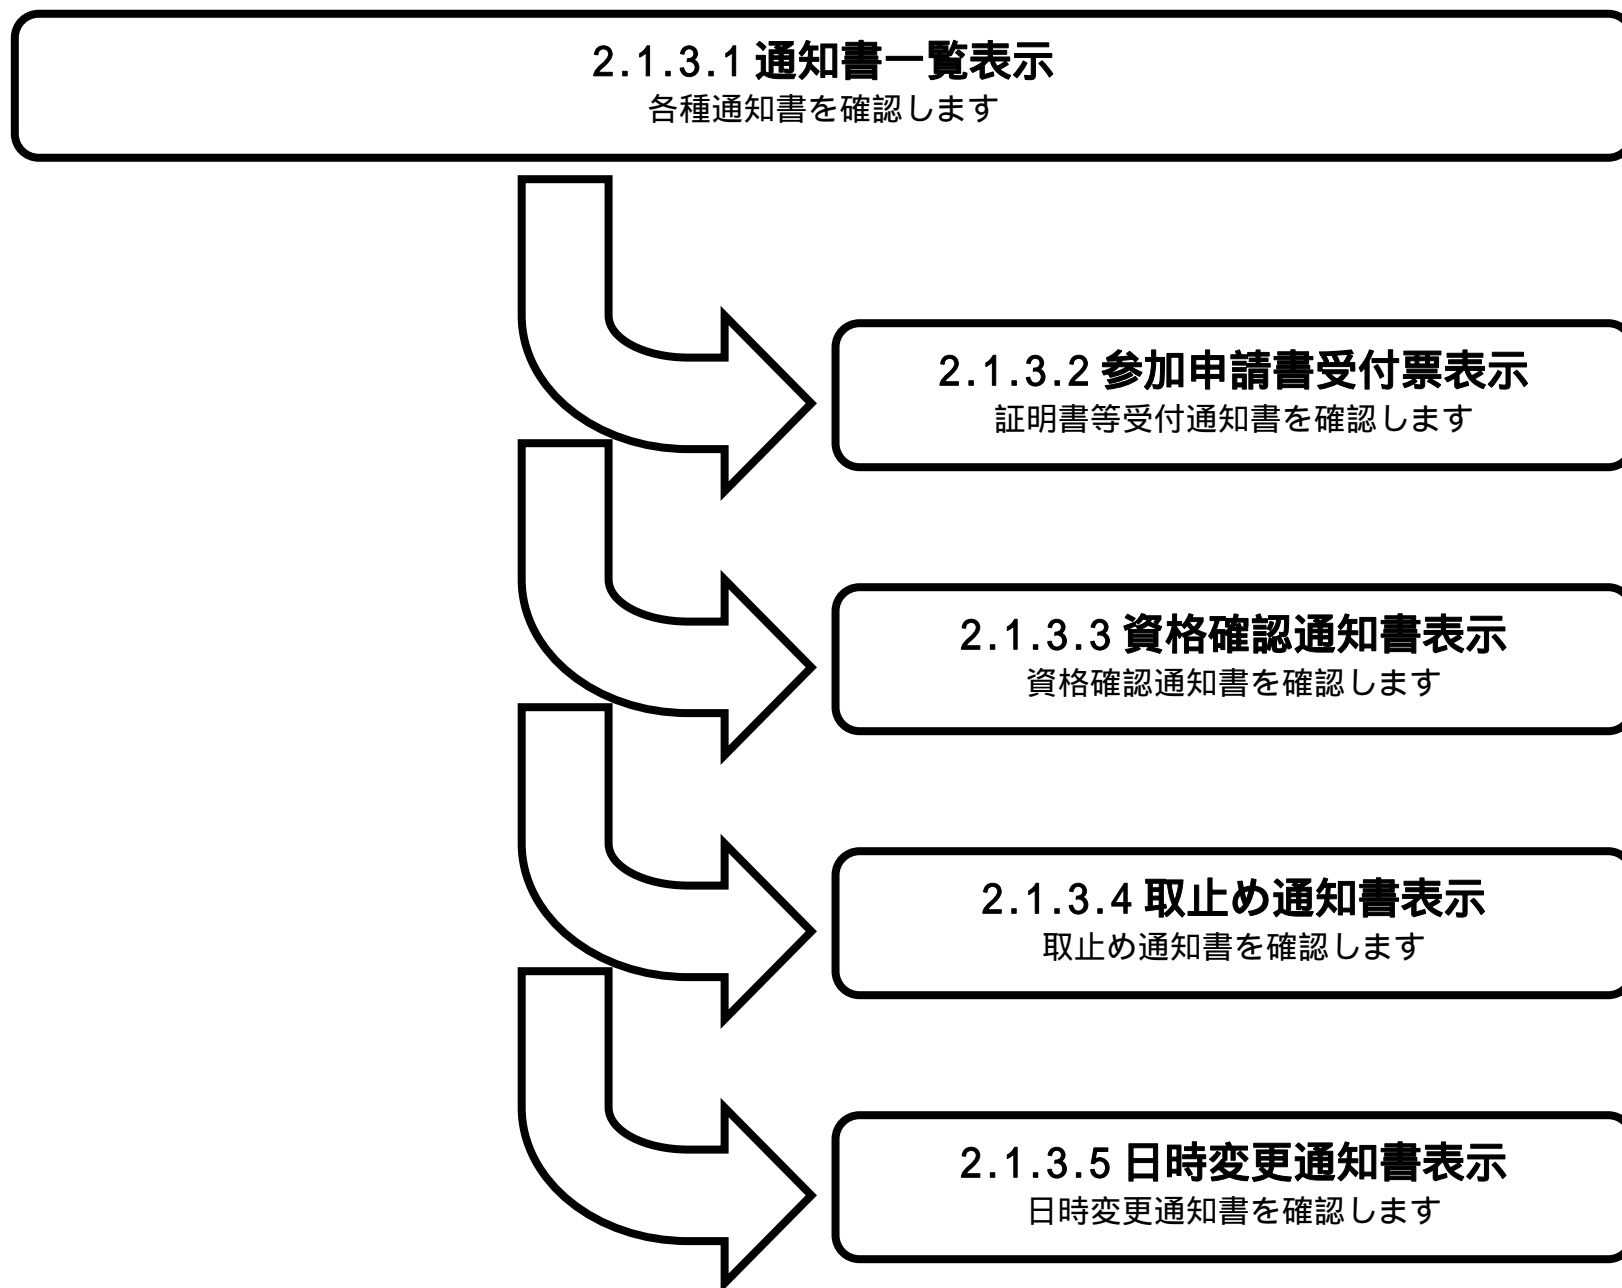 2.1.3.1 通知書一覧表示
各種通知書を確認します
2.1.3.2 参加申請書受付票表示
証明書等受付通知書を確認します
2.1.3.3 資格確認通知書表示
資格確認通知書を確認します
2.1.3.4 取止め通知書表示
取止め通知書を確認します
2.1.3.5 日時変更通知書表示
日時変更通知書を確認します